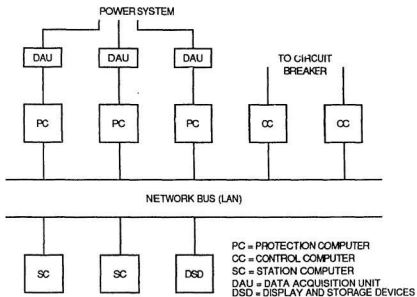 POWER SYSTEM
DAU DAU DAU
TO CIRCUIT
BREAKER
PC PC PC CC CC
NETWORK BUS (LAN)
SC SC DSD
PC = PROTECTION COMPUTER
CC = CONTROL COMPUTER
SC = STATION COMPUTER
DAU = DATA ACQUISITION UNIT
DSD = DISPLAY AND STORAGE DEVICES